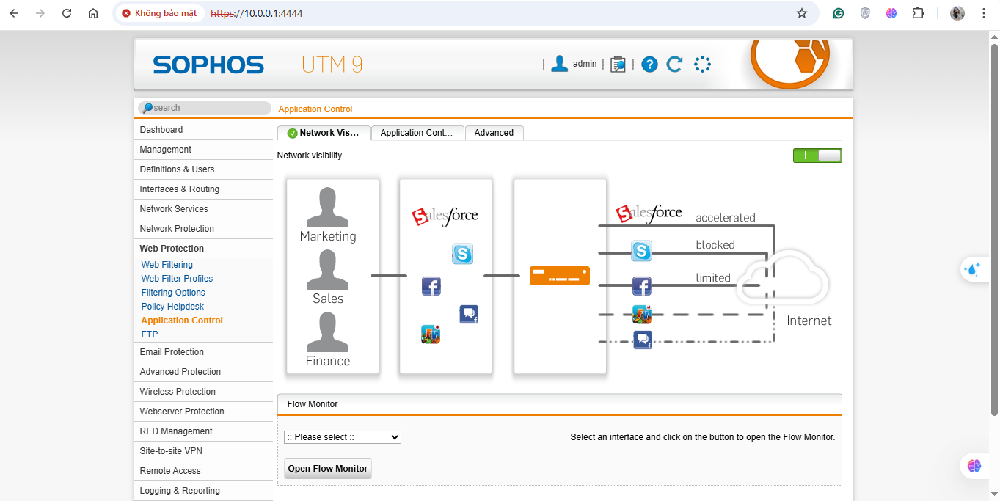 Không bảo mật https://10.0.0.1:4444
SOPHOS UTM 9 admin
search
Application Control
Dashboard
Management
Definitions & Users
Interfaces & Routing
Network Services
Network Protection
Web Protection
Web Filtering
Web Filter Profiles
Filtering Options
Policy Helpdesk
Application Control
FTP
Email Protection
Advanced Protection
Wireless Protection
Webserver Protection
RED Management
Site-to-site VPN
Remote Access
Logging & Reporting
Network Vis... Application Cont... Advanced
Network visibility
Marketing
Sales
Finance
Salesforce
Salesforce
accelerated
blocked
limited
Internet
Flow Monitor
:: Please select ::
Select an interface and click on the button to open the Flow Monitor.
Open Flow Monitor